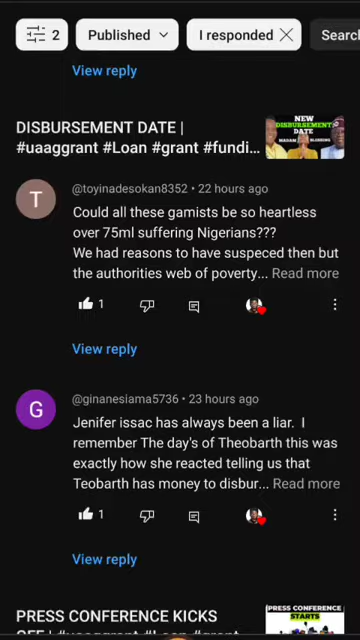 2 Published I responded Search
View reply
DISBURSEMENT DATE |
#uaaggrant #Loan #grant #fundi...
NEW
DISBURSEMENT
DATE
T
@toyinadesokan8352 • 22 hours ago
Could all these gamists be so heartless
over 75ml suffering Nigerians???
We had reasons to have suspeced then but
the authorities web of poverty... Read more
1
View reply
G
@ginanesiama5736 • 23 hours ago
Jenifer issac has always been a liar. I
remember The day's of Theobarth this was
exactly how she reacted telling us that
Teobarth has money to disbur... Read more
1
View reply
PRESS CONFERENCE KICKS
PRESS CONFERENCE
STARTS